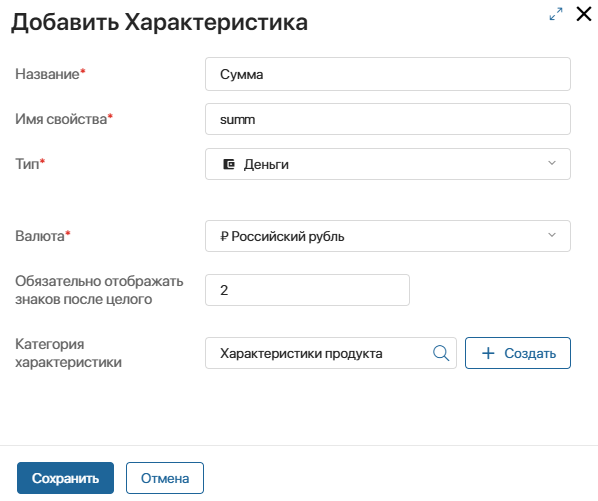 Добавить Характеристика
Название*
Сумма
Имя свойства*
summ
Тип*
Деньги
Валюта*
₽ Российский рубль
Обязательно отображать
знаков после целого
2
Категория
характеристики
Характеристики продукта
+ Создать
Сохранить
Отмена